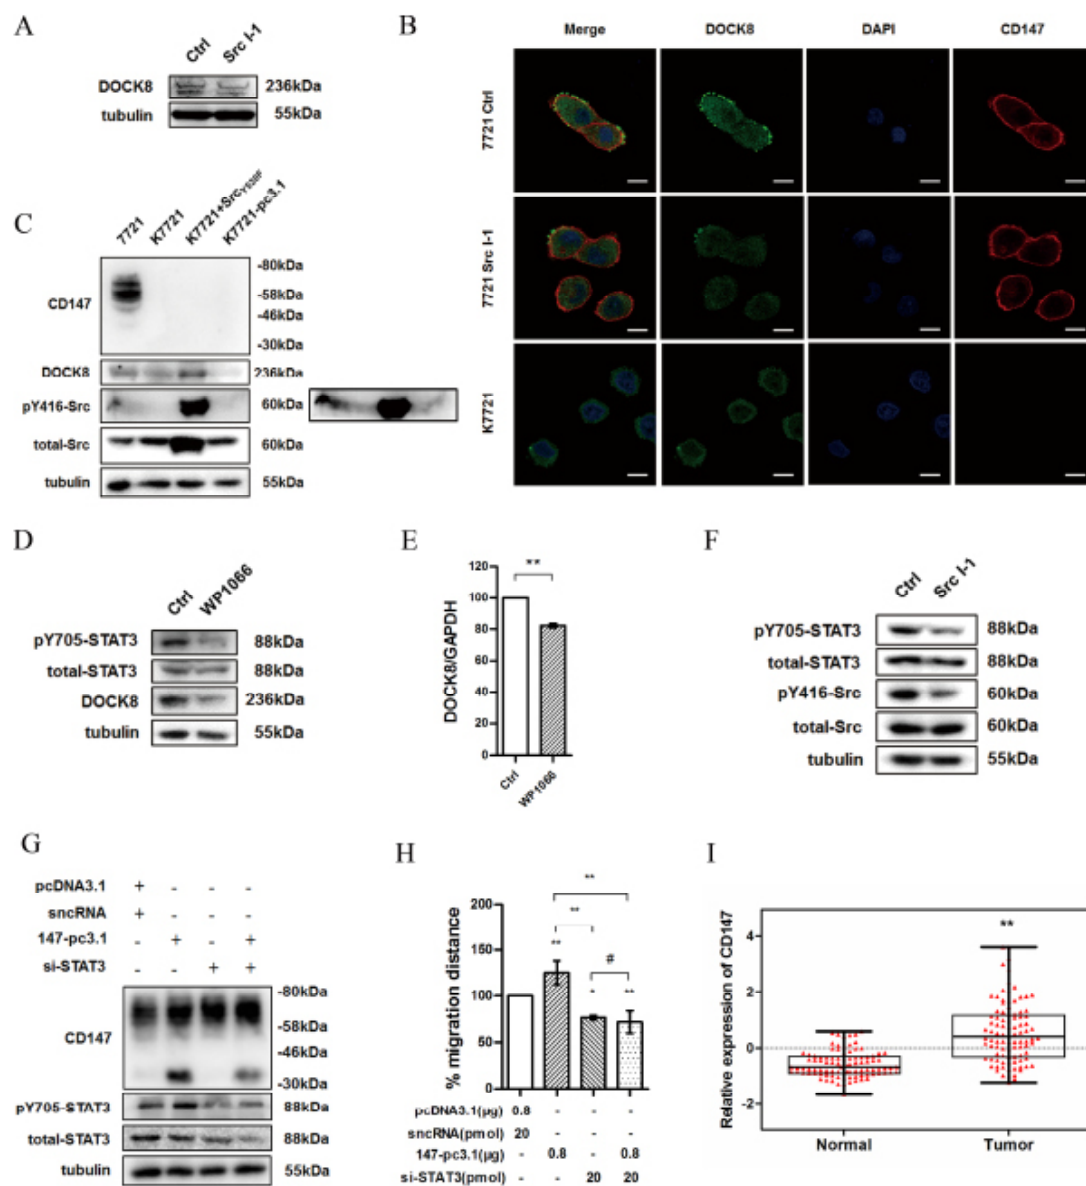 A
Ctrl
Src I-1
DOCK8 236kDa
tubulin 55kDa
B
Merge DOCK8 DAPI CD147
7721 Ctrl
7721 Src I-1
K7721
C
7721
K7721
K7721+SrcY530F
K7721-pc3.1
CD147
-80kDa
-58kDa
-46kDa
-30kDa
DOCK8 236kDa
pY416-Src 60kDa
total-Src 60kDa
tubulin 55kDa
D
Ctrl
WP1066
pY705-STAT3 88kDa
total-STAT3 88kDa
DOCK8 236kDa
tubulin 55kDa
E
**
DOCK8/GAPDH
120
100
80
60
40
20
0
Ctrl
WP1066
F
Ctrl
Src I-1
pY705-STAT3 88kDa
total-STAT3 88kDa
pY416-Src 60kDa
total-Src 60kDa
tubulin 55kDa
G
pcDNA3.1 + - - -
sncRNA + - - -
147-pc3.1 - + - +
si-STAT3 - - + +
CD147
-80kDa
-58kDa
-46kDa
-30kDa
pY705-STAT3 88kDa
total-STAT3 88kDa
tubulin 55kDa
H
**
**
**
#
* **
% migration distance
200
150
100
50
0
pcDNA3.1(µg) 0.8 - - -
sncRNA(pmol) 20 - - -
147-pc3.1(µg) - 0.8 - 0.8
si-STAT3(pmol) - - 20 20
I
Relative expression of CD147
**
4
2
0
-2
Normal Tumor